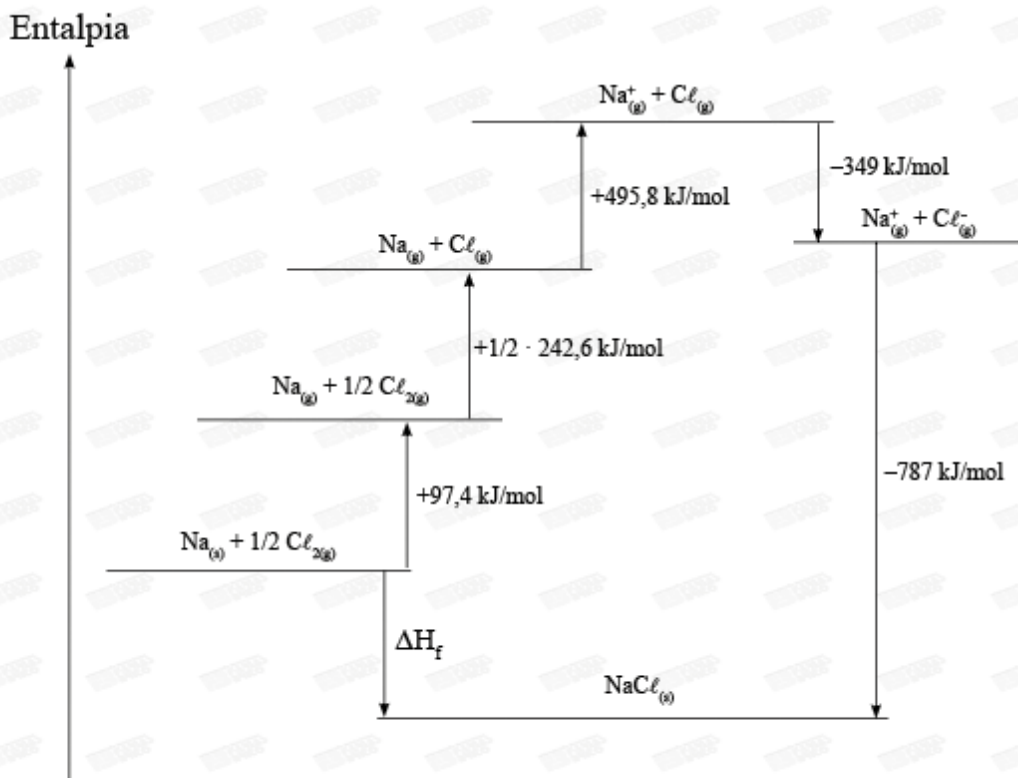 Entalpia
Na⁺(g) + Cℓ(g)
–349 kJ/mol
+495,8 kJ/mol
Na⁺(g) + Cℓ⁻(g)
Na(g) + Cℓ(g)
+1/2 · 242,6 kJ/mol
Na(g) + 1/2 Cℓ2(g)
–787 kJ/mol
+97,4 kJ/mol
Na(s) + 1/2 Cℓ2(g)
ΔHf
NaCℓ(s)